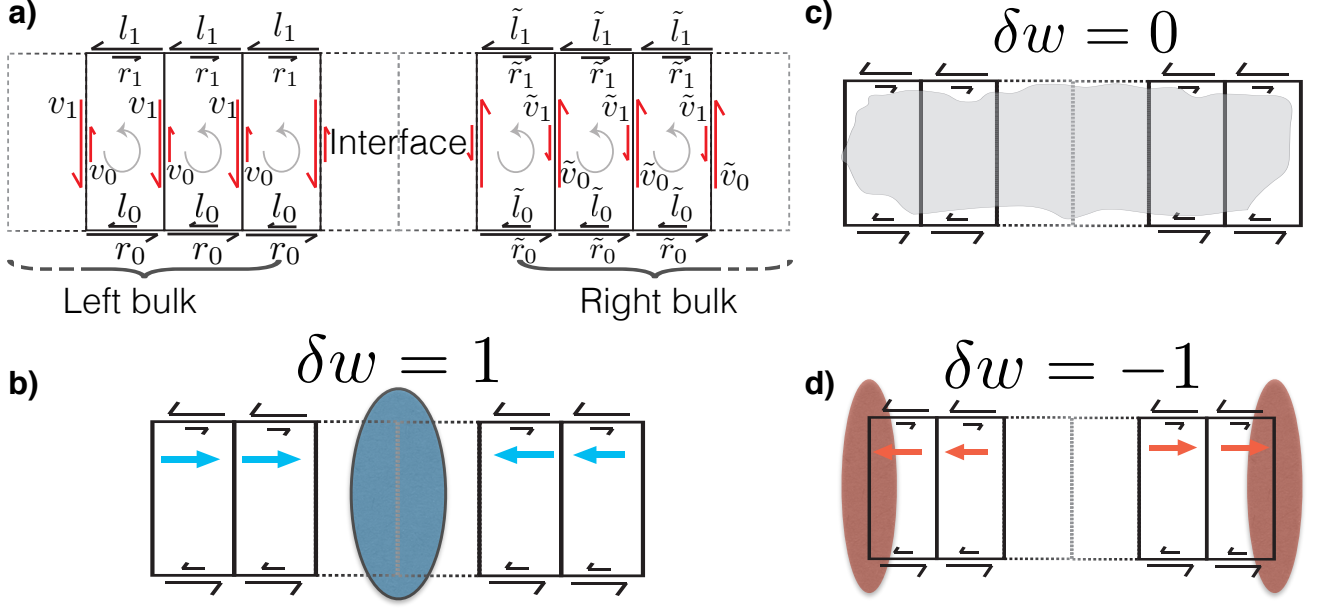 a)
l₁ l₁ l₁ l̃₁ l̃₁ l̃₁
r₁ r₁ r₁ r̃₁ r̃₁ r̃₁
v₁ v₁ v₁ ṽ₁ ṽ₁
Interface
v₀ v₀ v₀ ṽ₀ ṽ₀ ṽ₀
l₀ l₀ l₀ l̃₀ l̃₀ l̃₀
r₀ r₀ r₀ r̃₀ r̃₀ r̃₀
Left bulk Right bulk
c)
δw = 0
b)
δw = 1
d)
δw = −1